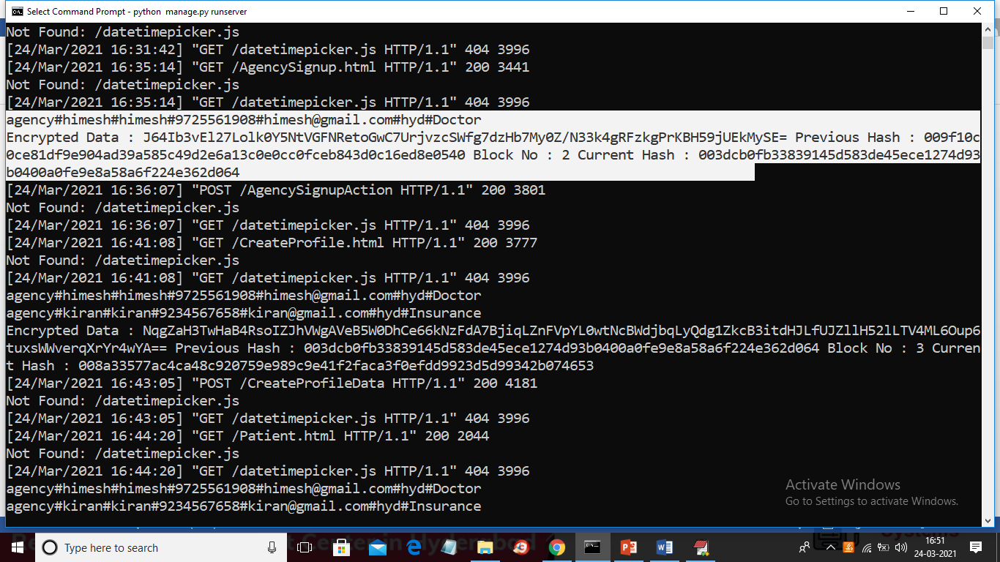 Select Command Prompt - python  manage.py runserver
Not Found: /datetimepicker.js
[24/Mar/2021 16:31:42] "GET /datetimepicker.js HTTP/1.1" 404 3996
[24/Mar/2021 16:35:14] "GET /AgencySignup.html HTTP/1.1" 200 3441
Not Found: /datetimepicker.js
[24/Mar/2021 16:35:14] "GET /datetimepicker.js HTTP/1.1" 404 3996
agency#himesh#himesh#9725561908#himesh@gmail.com#hyd#Doctor
Encrypted Data : J64Ib3vEl27Lolk0Y5NtVGFNRetoGwC7UrjvzcSWfg7dzHb7My0Z/N33k4gRFzkgPrKBH59jUEkMySE= Previous Hash : 009f10c
0ce81df9e904ad39a585c49d2e6a13c0e0cc0fceb843d0c16ed8e0540 Block No : 2 Current Hash : 003dcb0fb33839145d583de45ece1274d93
b0400a0fe9e8a58a6f224e362d064
[24/Mar/2021 16:36:07] "POST /AgencySignupAction HTTP/1.1" 200 3801
Not Found: /datetimepicker.js
[24/Mar/2021 16:36:07] "GET /datetimepicker.js HTTP/1.1" 404 3996
[24/Mar/2021 16:41:08] "GET /CreateProfile.html HTTP/1.1" 200 3777
Not Found: /datetimepicker.js
[24/Mar/2021 16:41:08] "GET /datetimepicker.js HTTP/1.1" 404 3996
agency#himesh#himesh#9725561908#himesh@gmail.com#hyd#Doctor
agency#kiran#kiran#9234567658#kiran@gmail.com#hyd#Insurance
Encrypted Data : NqgZaH3TwHaB4RsoIZJhVWgAVeB5W0DhCe66kNzFdA7BjiqLZnFVpYL0wtNcBWdjbqLyQdg1ZkcB3itdHJLfUJZllH52lLTV4ML6Oup6
tuxsWWverqXrYr4wYA== Previous Hash : 003dcb0fb33839145d583de45ece1274d93b0400a0fe9e8a58a6f224e362d064 Block No : 3 Curren
t Hash : 008a33577ac4ca48c920759e989c9e41f2faca3f0efdd9923d5d99342b074653
[24/Mar/2021 16:43:05] "POST /CreateProfileData HTTP/1.1" 200 4181
Not Found: /datetimepicker.js
[24/Mar/2021 16:43:05] "GET /datetimepicker.js HTTP/1.1" 404 3996
[24/Mar/2021 16:44:20] "GET /Patient.html HTTP/1.1" 200 2044
Not Found: /datetimepicker.js
[24/Mar/2021 16:44:20] "GET /datetimepicker.js HTTP/1.1" 404 3996
agency#himesh#himesh#9725561908#himesh@gmail.com#hyd#Doctor
agency#kiran#kiran#9234567658#kiran@gmail.com#hyd#Insurance
Activate Windows
Go to Settings to activate Windows.
Type here to search
16:51
24-03-2021